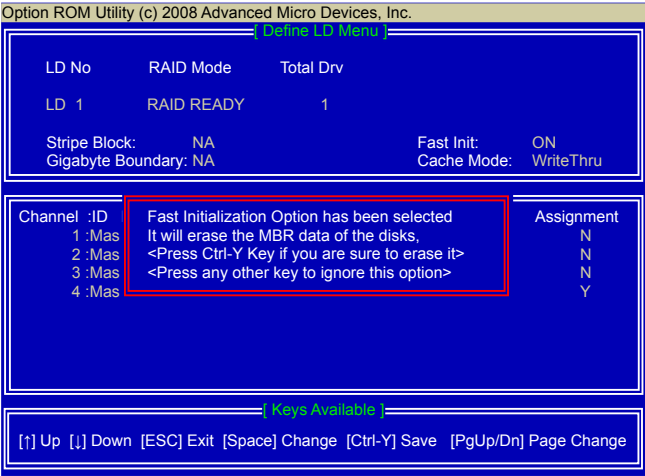 Option ROM Utility (c) 2008 Advanced Micro Devices, Inc.
[ Define LD Menu ]
LD No RAID Mode Total Drv
LD 1 RAID READY 1
Stripe Block: NA Fast Init: ON
Gigabyte Boundary: NA Cache Mode: WriteThru
Channel :ID Assignment
1 :Mas N
2 :Mas N
3 :Mas N
4 :Mas Y
Fast Initialization Option has been selected
It will erase the MBR data of the disks,
<Press Ctrl-Y Key if you are sure to erase it>
<Press any other key to ignore this option>
[ Keys Available ]
[↑] Up [↓] Down [ESC] Exit [Space] Change [Ctrl-Y] Save [PgUp/Dn] Page Change